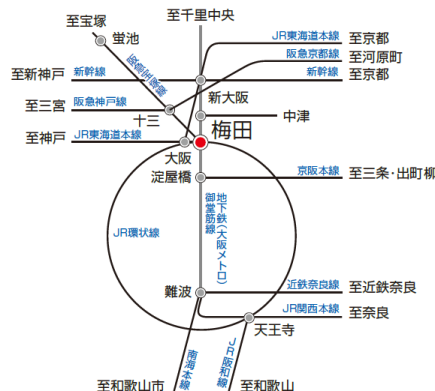 至宝塚
至千里中央
蛍池
JR東海道本線
至京都
阪急京都線
至河原町
阪急宝塚線
至新神戸
新幹線
新幹線
至京都
新大阪
至三宮
阪急神戸線
十三
中津
梅田
至神戸
JR東海道本線
大阪
淀屋橋
京阪本線
至三条・出町柳
地下鉄(大阪メトロ)
御堂筋線
JR環状線
難波
近鉄奈良線
至近鉄奈良
JR関西本線
至奈良
天王寺
南海本線
JR阪和線
至和歌山市
至和歌山